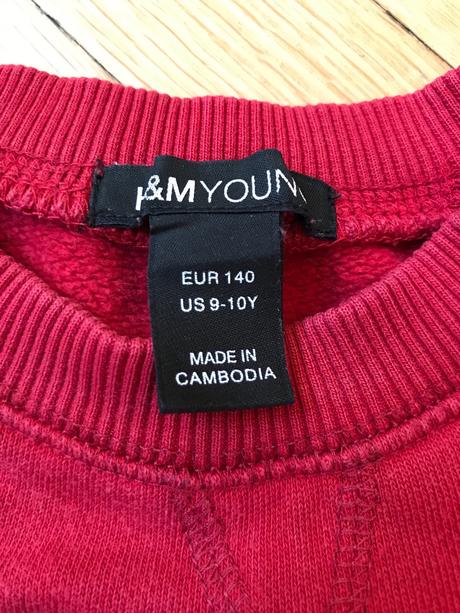 &MYOUN
EUR 140
US 9-10Y
MADE IN
CAMBODIA